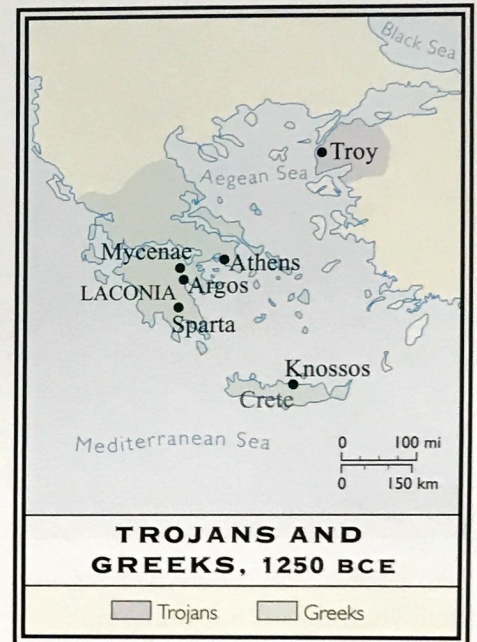 Black Sea
Troy
Aegean Sea
Mycenae
Athens
LACONIA
Argos
Sparta
Knossos
Crete
Mediterranean Sea
0 100 mi
0 150 km
TROJANS AND
GREEKS, 1250 BCE
Trojans Greeks